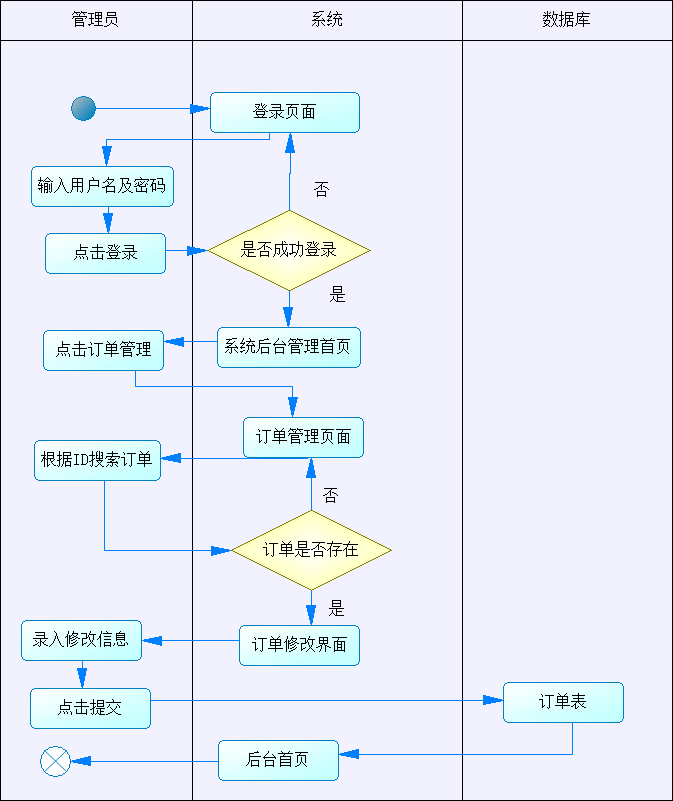 管理员
系统
数据库
登录页面
输入用户名及密码
否
点击登录
是否成功登录
是
点击订单管理
系统后台管理首页
订单管理页面
根据ID搜索订单
否
订单是否存在
是
录入修改信息
订单修改界面
点击提交
订单表
后台首页